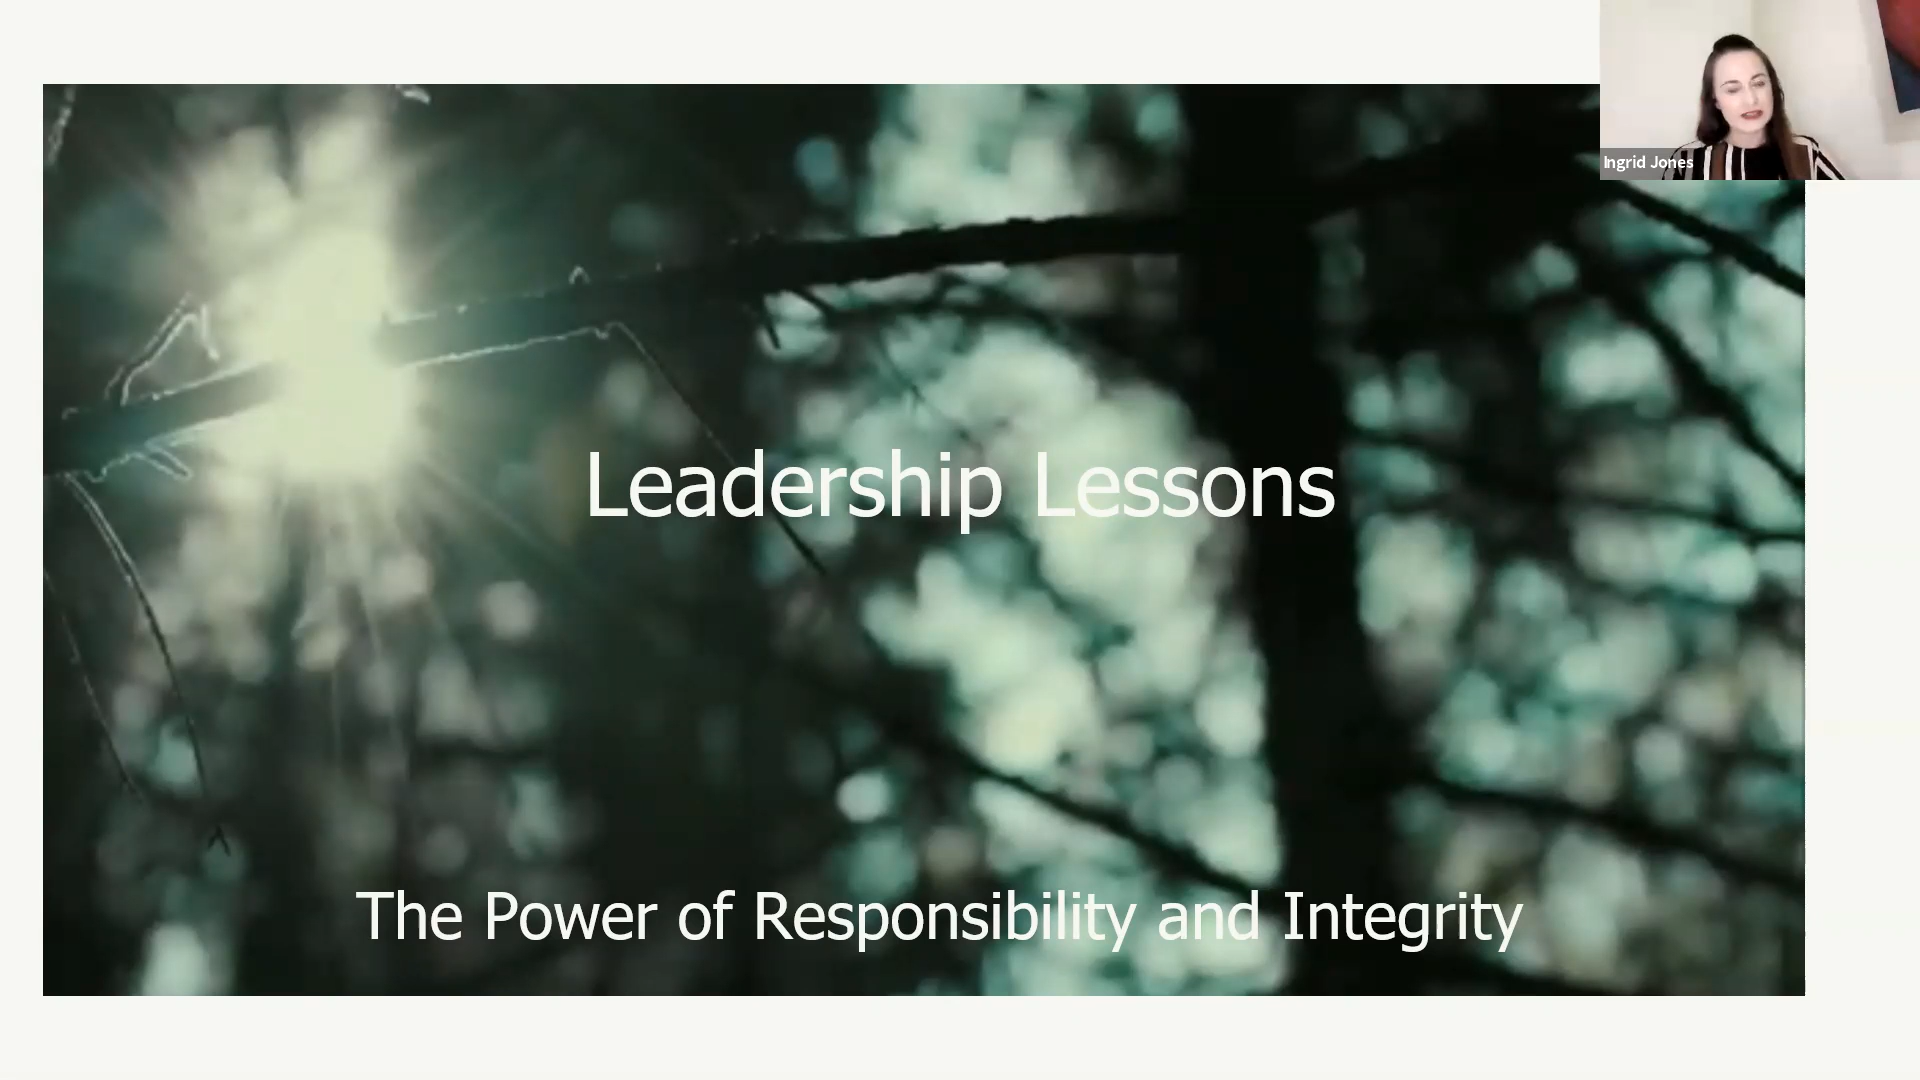 Ingrid Jones
Leadership Lessons
The Power of Responsibility and Integrity